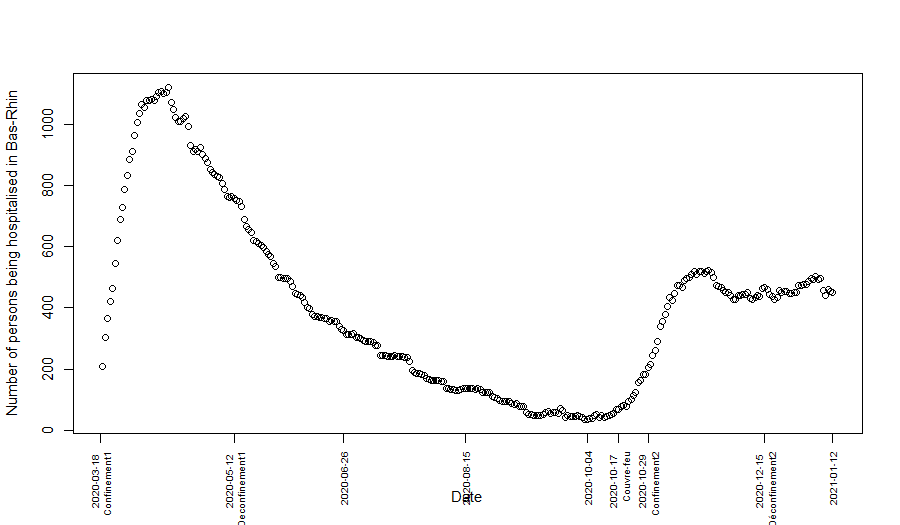 Number of persons being hospitalised in Bas-Rhin
1000
800
600
400
200
0
2020-03-18
Confinement1
2020-05-12
Deconfinement1
2020-06-26
2020-08-15
2020-10-04
2020-10-17
Couvre-feu
2020-10-29
Confinement2
2020-12-15
Déconfinement2
2021-01-12
Date